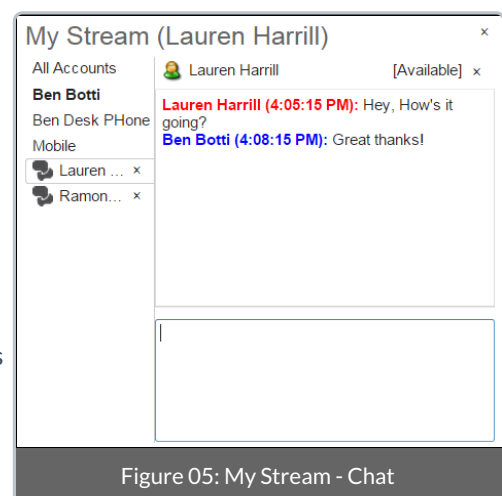 My Stream (Lauren Harrill) ×
All Accounts
Ben Botti
Ben Desk PHone
Mobile
Lauren ... ×
Ramon... ×
Lauren Harrill [Available] ×
Lauren Harrill (4:05:15 PM): Hey, How's it
going?
Ben Botti (4:08:15 PM): Great thanks!
s
Figure 05: My Stream - Chat